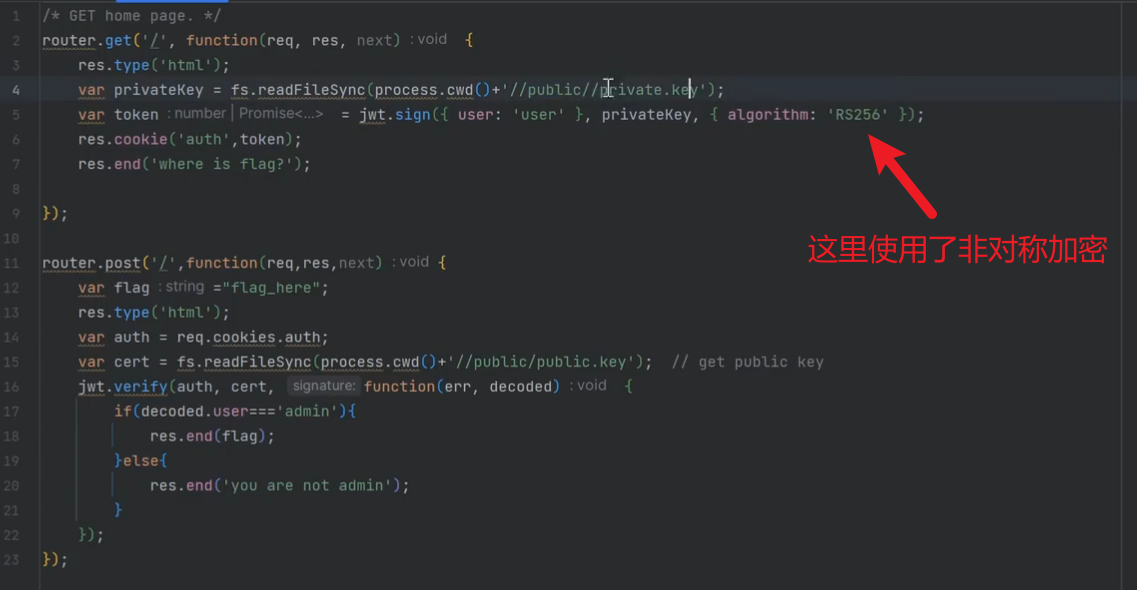 1 /* GET home page. */
2 router.get('/', function(req, res, next) :void {
3 res.type('html');
4 var privateKey = fs.readFileSync(process.cwd()+'//public//private.key');
5 var token :number | Promise<...> = jwt.sign({ user: 'user' }, privateKey, { algorithm: 'RS256' });
6 res.cookie('auth',token);
7 res.end('where is flag?');
8
9 });
10
这里使用了非对称加密
11 router.post('/',function(req,res,next) :void {
12 var flag :string ="flag_here";
13 res.type('html');
14 var auth = req.cookies.auth;
15 var cert = fs.readFileSync(process.cwd()+'//public/public.key'); // get public key
16 jwt.verify(auth, cert, signature: function(err, decoded) :void {
17 if(decoded.user==='admin'){
18 res.end(flag);
19 }else{
20 res.end('you are not admin');
21 }
22 });
23 });